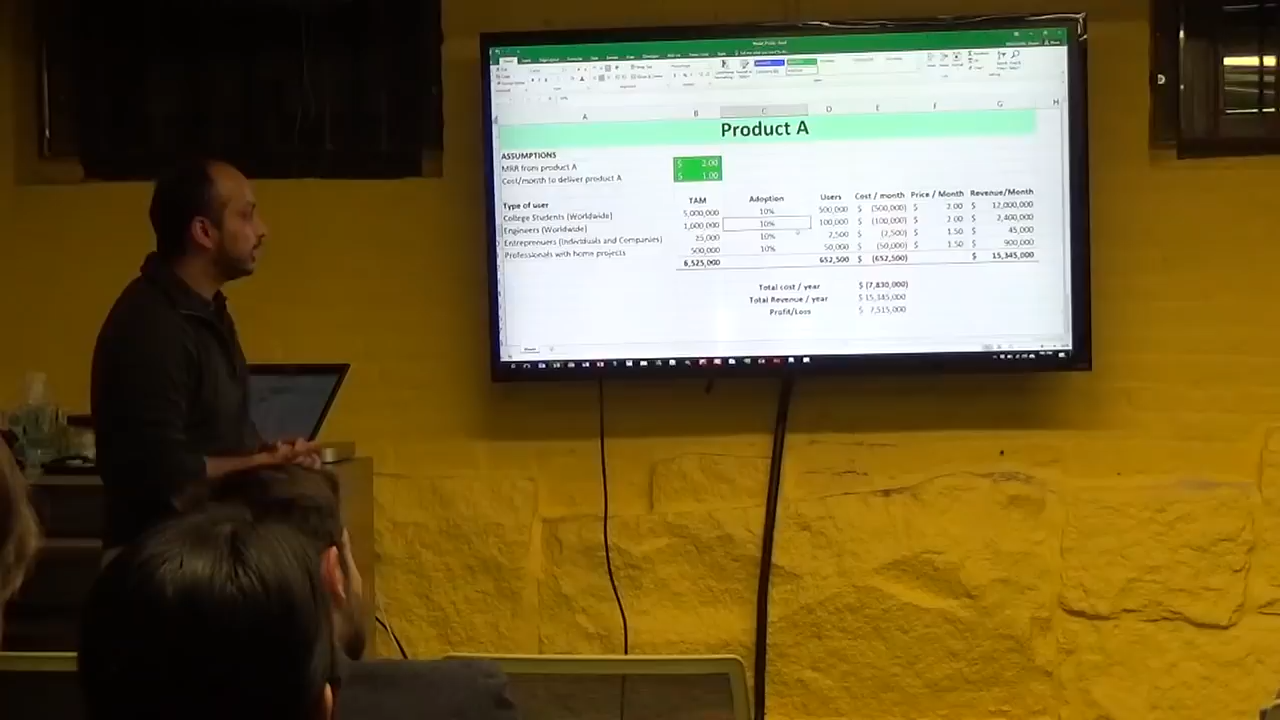 A B C D E F G H
Product A
ASSUMPTIONS
MRR from product A $ 2.00
Cost/month to deliver product A $ 1.00
Type of user TAM Adoption Users Cost / month Price / Month Revenue/Month
College Students (Worldwide) 5,000,000 10% 500,000 $ (500,000) $ 2.00 $ 12,000,000
Engineers (Worldwide) 1,000,000 10% 100,000 $ (100,000) $ 2.00 $ 2,400,000
Entreprenuers (Individuals and Companies) 25,000 10% 2,500 $ (2,500) $ 1.50 $ 45,000
Professionals with home projects 500,000 10% 50,000 $ (50,000) $ 1.50 $ 900,000
6,525,000 652,500 $ (652,500) $ 15,345,000
Total cost / year $ (7,830,000)
Total Revenue / year $ 15,345,000
Profit/Loss $ 7,515,000